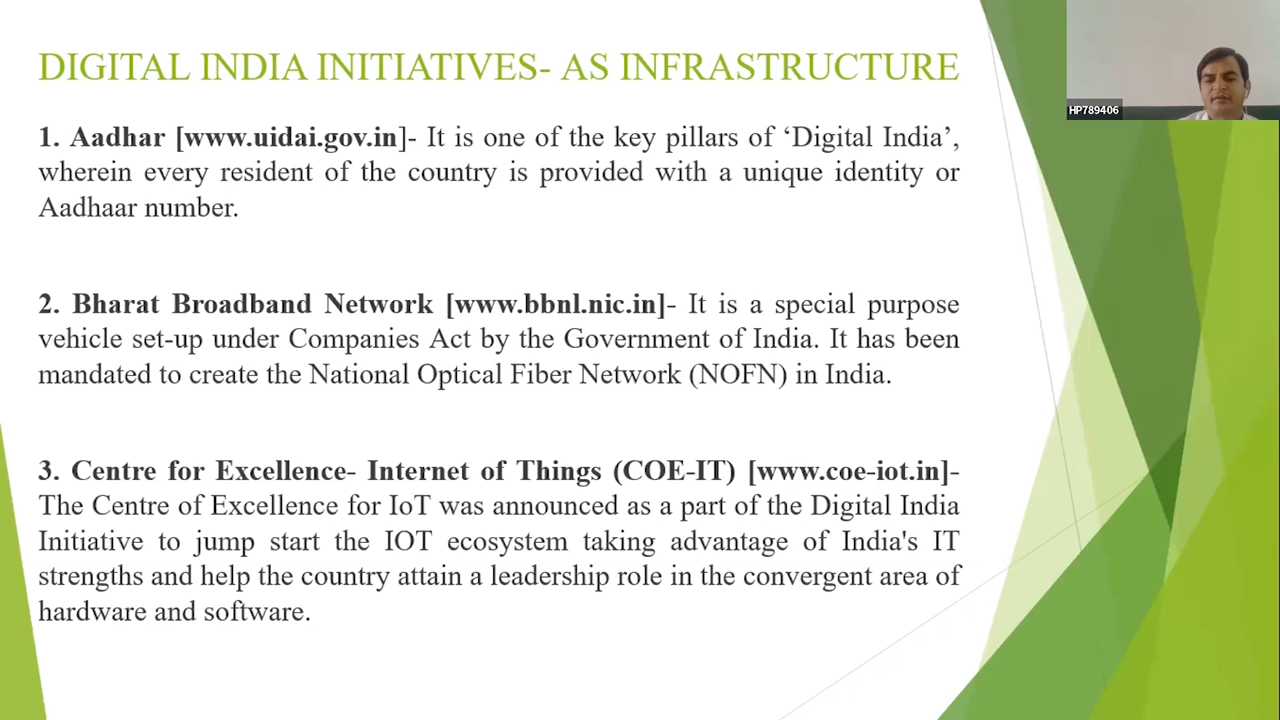 DIGITAL INDIA INITIATIVES- AS INFRASTRUCTURE
HP789406
1. Aadhar [www.uidai.gov.in]- It is one of the key pillars of ‘Digital India’,
wherein every resident of the country is provided with a unique identity or
Aadhaar number.
2. Bharat Broadband Network [www.bbnl.nic.in]- It is a special purpose
vehicle set-up under Companies Act by the Government of India. It has been
mandated to create the National Optical Fiber Network (NOFN) in India.
3. Centre for Excellence- Internet of Things (COE-IT) [www.coe-iot.in]-
The Centre of Excellence for IoT was announced as a part of the Digital India
Initiative to jump start the IOT ecosystem taking advantage of India's IT
strengths and help the country attain a leadership role in the convergent area of
hardware and software.